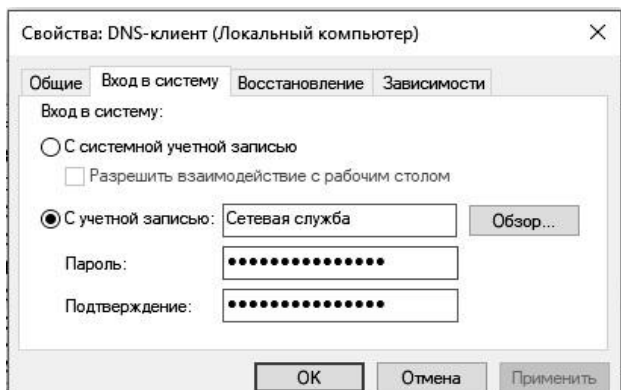 Свойства: DNS-клиент (Локальный компьютер)
Общие Вход в систему Восстановление Зависимости
Вход в систему:
С системной учетной записью
Разрешить взаимодействие с рабочим столом
С учетной записью: Сетевая служба Обзор...
Пароль: •••••••••••••••
Подтверждение: •••••••••••••••
OK Отмена Применить